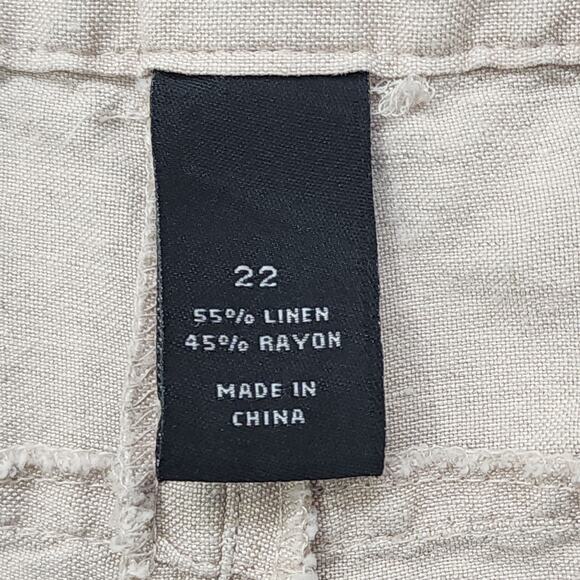 22
55% LINEN
45% RAYON
MADE IN
CHINA